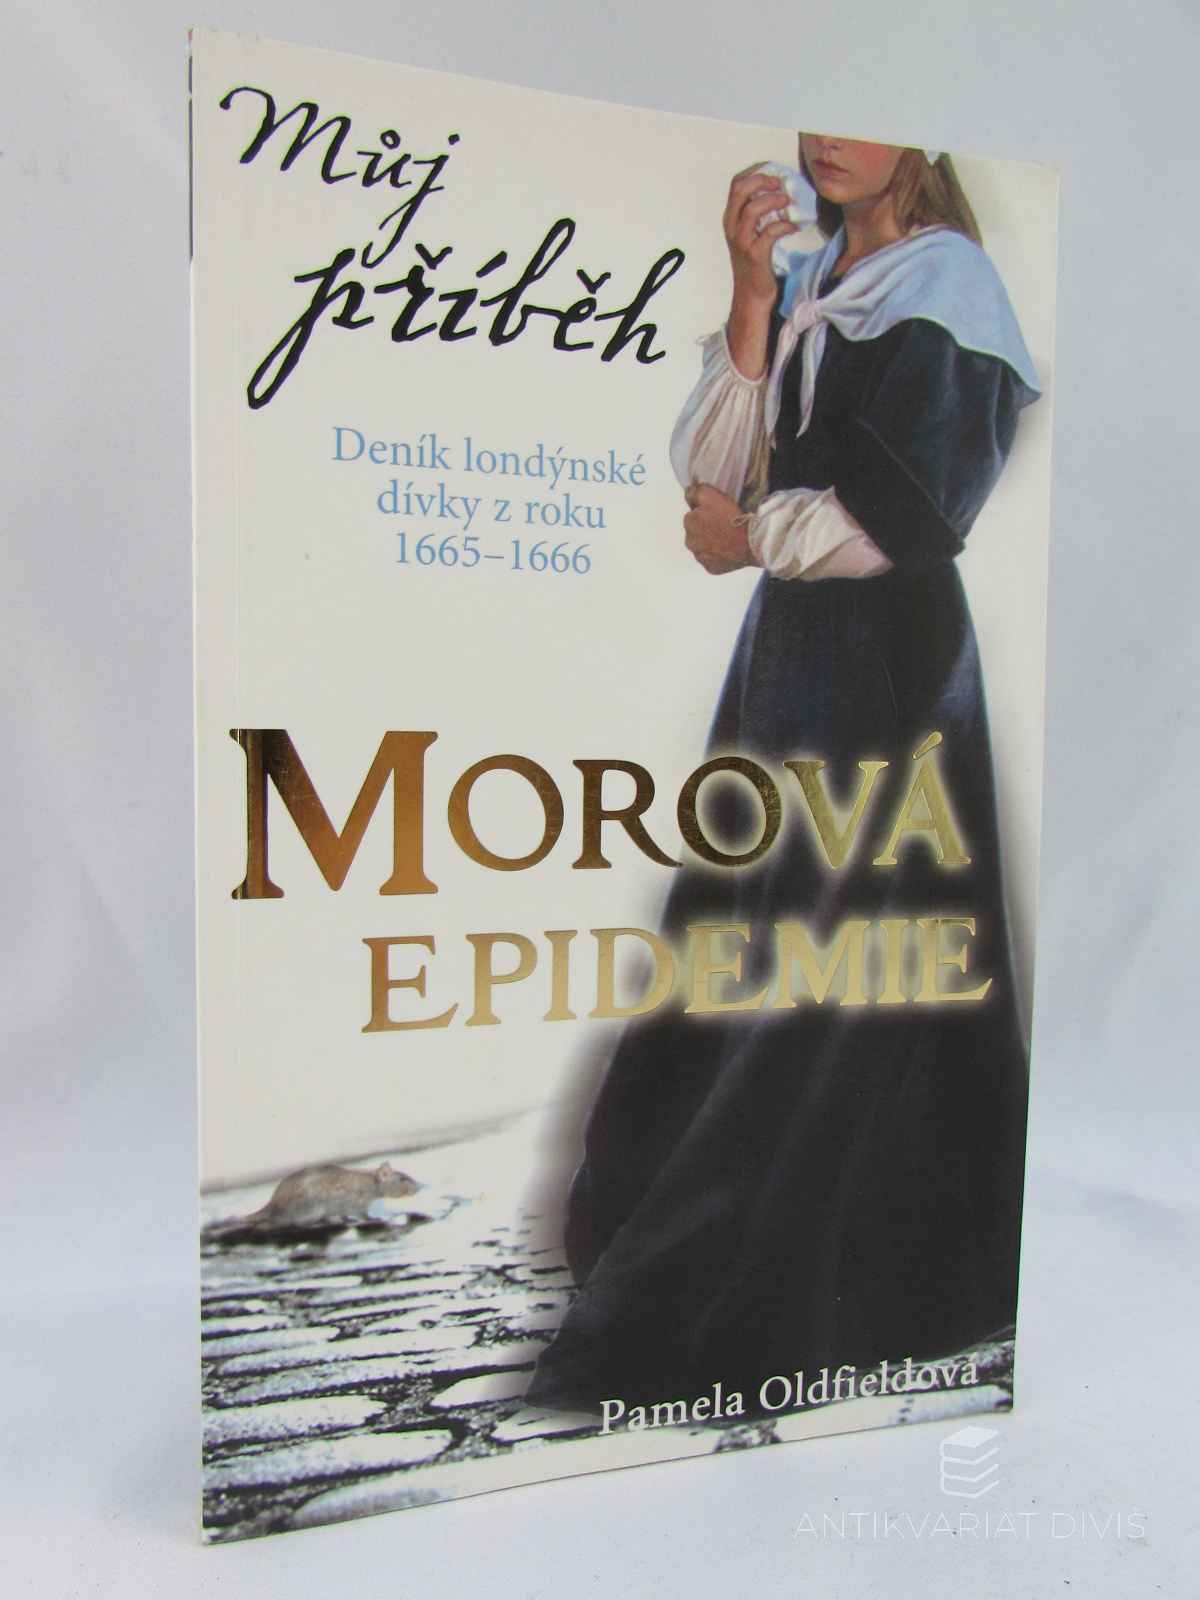 Můj
příběh
Deník londýnské
dívky z roku
1665–1666
MOROVÁ
EPIDEMIE
Pamela Oldfieldová
ANTIKVARIAT DIVIŠ